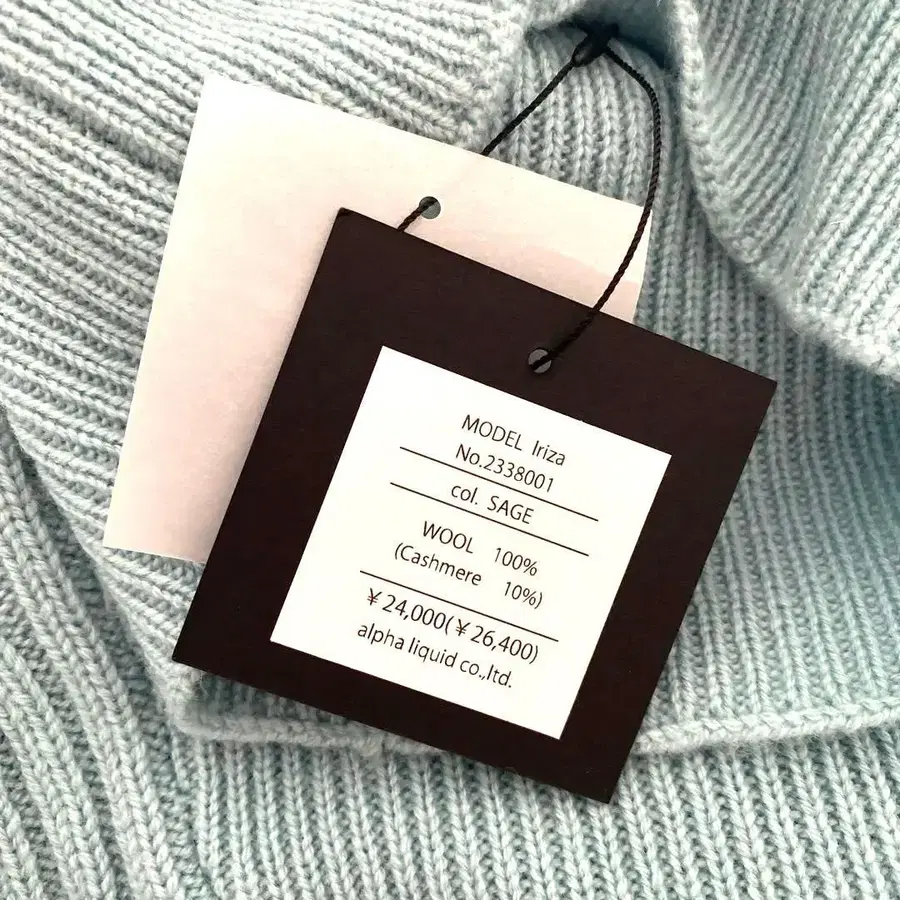 MODEL Iriza
No.2338001
col. SAGE
WOOL 100%
(Cashmere 10%)
￥24,000(￥26,400)
alpha liquid co.,ltd.